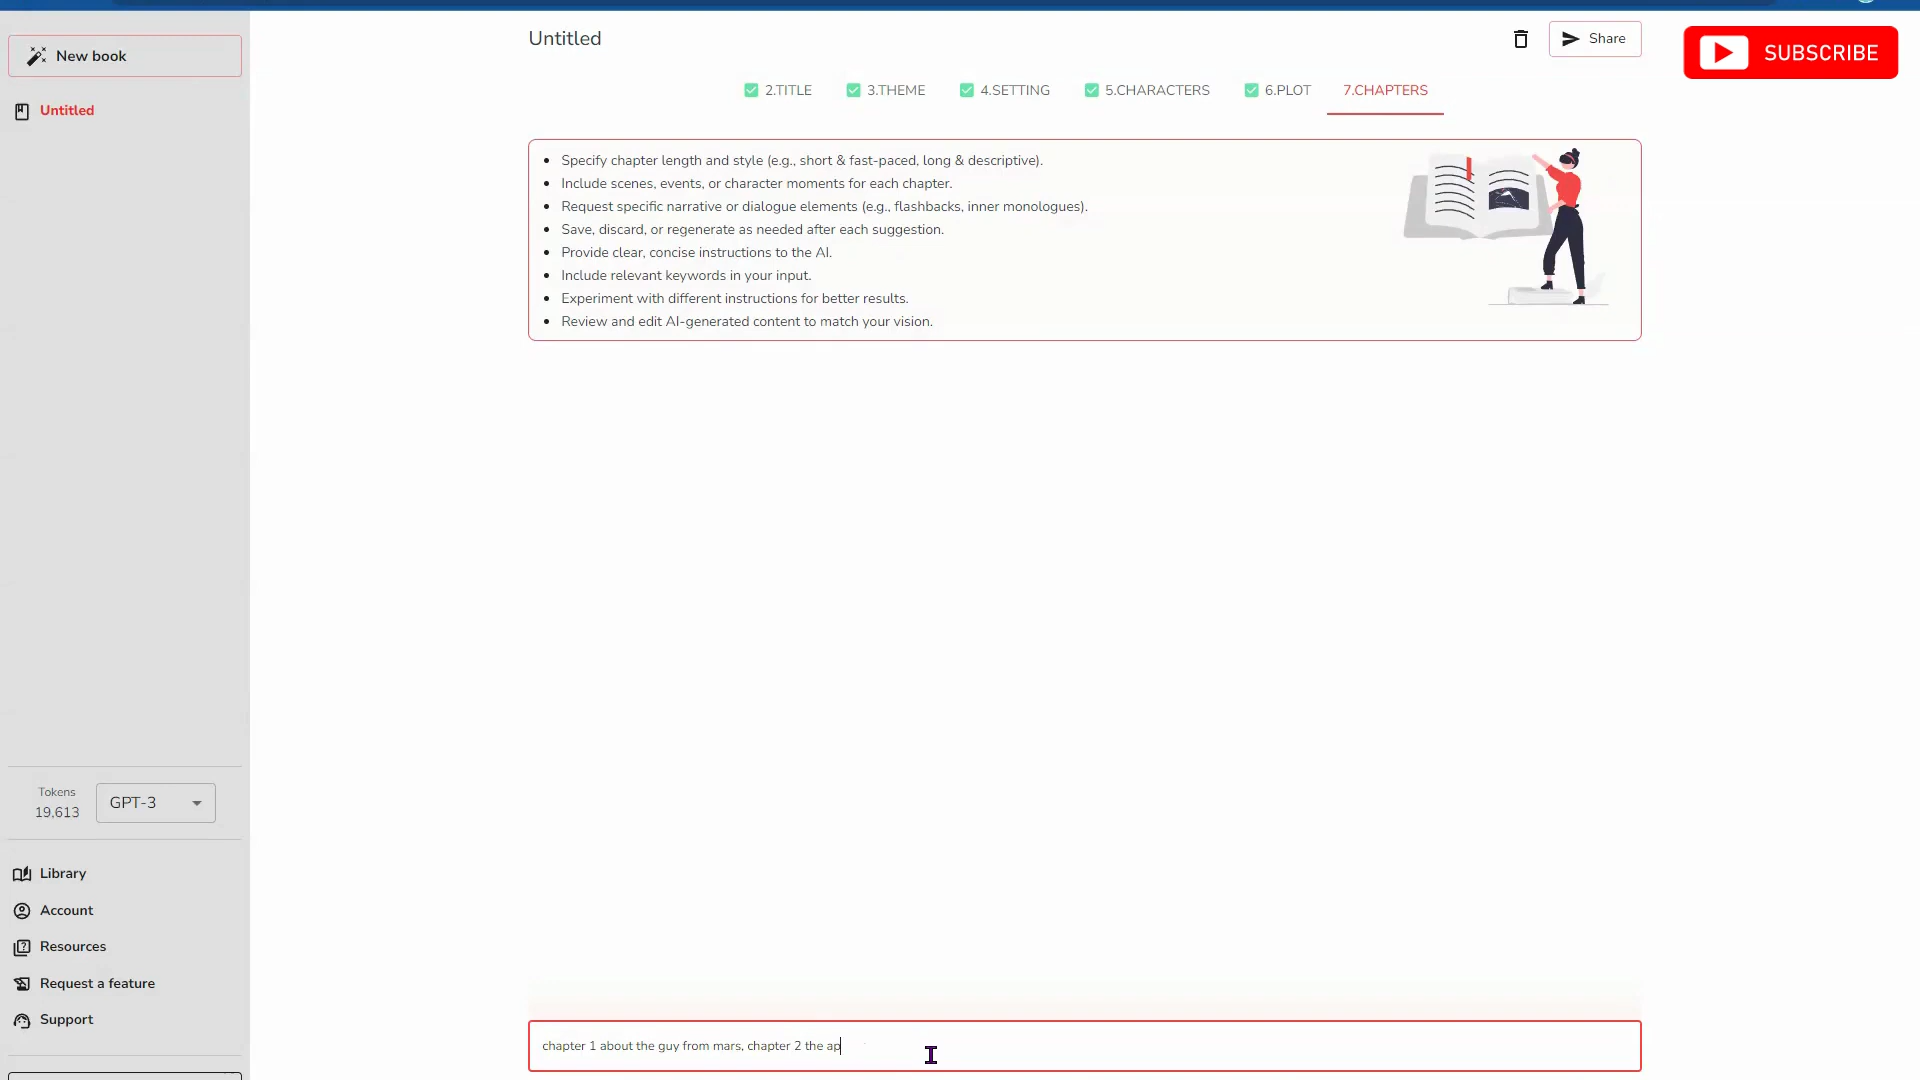 New book
Untitled
Tokens
19,613
GPT-3
Library
Account
Resources
Request a feature
Support
Untitled
Share
SUBSCRIBE
2.TITLE
3.THEME
4.SETTING
5.CHARACTERS
6.PLOT
7.CHAPTERS
Specify chapter length and style (e.g., short & fast-paced, long & descriptive).
Include scenes, events, or character moments for each chapter.
Request specific narrative or dialogue elements (e.g., flashbacks, inner monologues).
Save, discard, or regenerate as needed after each suggestion.
Provide clear, concise instructions to the AI.
Include relevant keywords in your input.
Experiment with different instructions for better results.
Review and edit AI-generated content to match your vision.
chapter 1 about the guy from mars, chapter 2 the ap